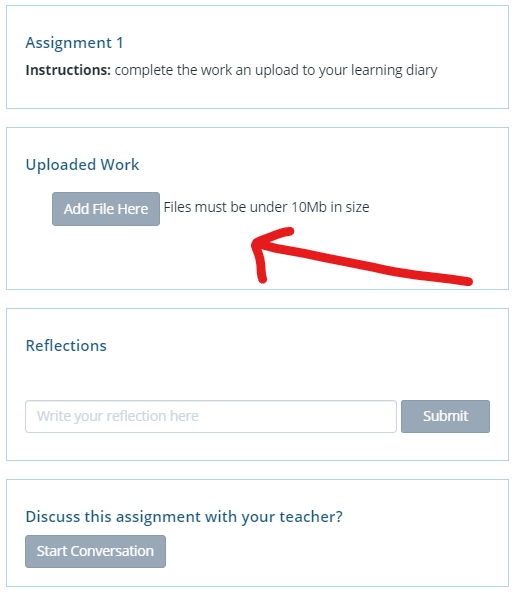 Assignment 1
Instructions: complete the work an upload to your learning diary
Uploaded Work
Add File Here Files must be under 10Mb in size
Reflections
Write your reflection here Submit
Discuss this assignment with your teacher?
Start Conversation